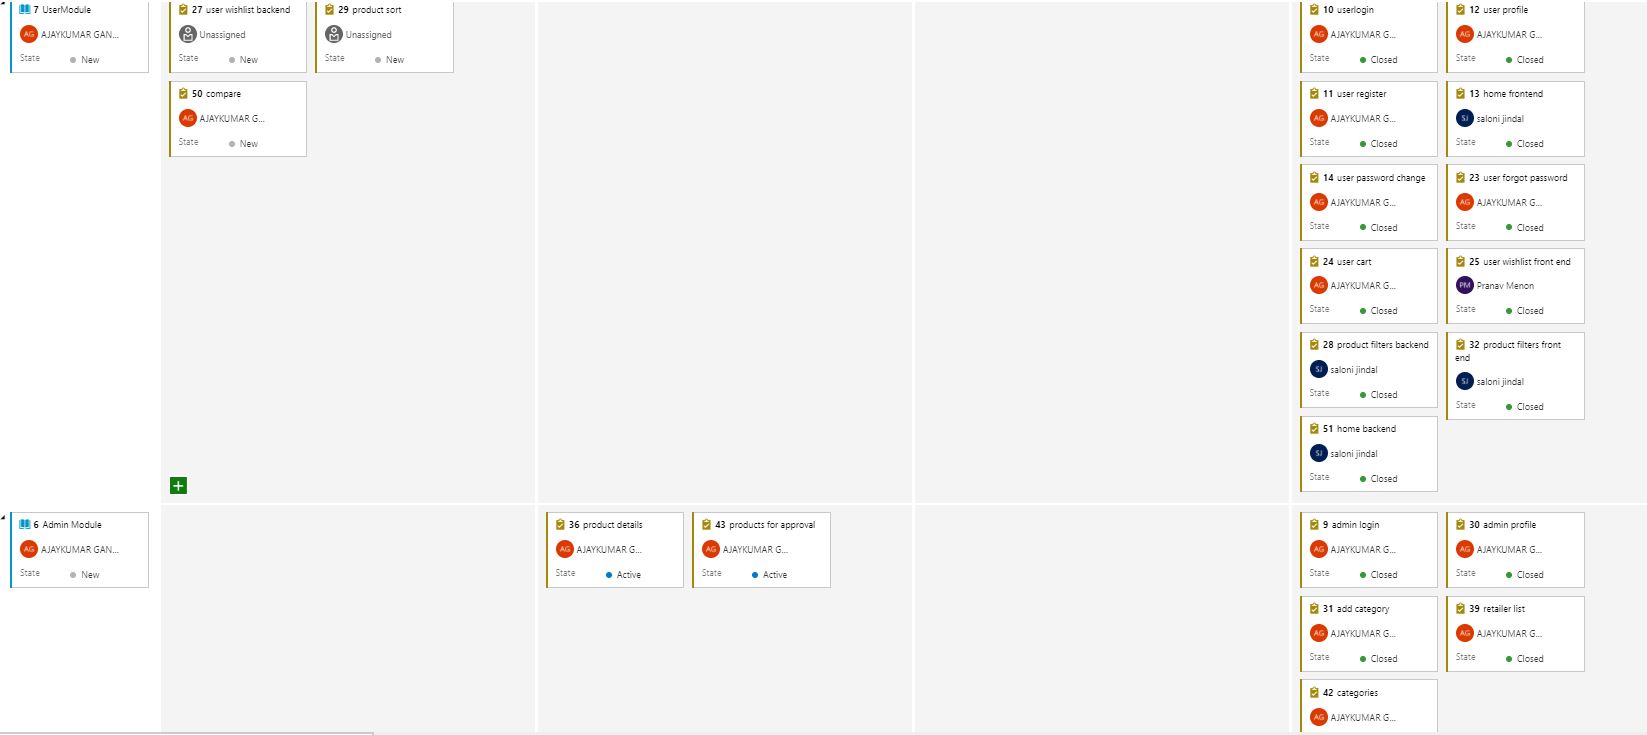 7 UserModule
AG AJAYKUMAR GAN...
State New
27 user wishlist backend
Unassigned
State New
29 product sort
Unassigned
State New
50 compare
AG AJAYKUMAR G...
State New
10 userlogin
AG AJAYKUMAR G...
State Closed
12 user profile
AG AJAYKUMAR G...
State Closed
11 user register
AG AJAYKUMAR G...
State Closed
13 home frontend
SJ saloni jindal
State Closed
14 user password change
AG AJAYKUMAR G...
State Closed
23 user forgot password
AG AJAYKUMAR G...
State Closed
24 user cart
AG AJAYKUMAR G...
State Closed
25 user wishlist front end
PM Pranav Menon
State Closed
28 product filters backend
SJ saloni jindal
State Closed
32 product filters front
end
SJ saloni jindal
State Closed
51 home backend
SJ saloni jindal
State Closed
6 Admin Module
AG AJAYKUMAR GAN...
State New
36 product details
AG AJAYKUMAR G...
State Active
43 products for approval
AG AJAYKUMAR G...
State Active
9 admin login
AG AJAYKUMAR G...
State Closed
30 admin profile
AG AJAYKUMAR G...
State Closed
31 add category
AG AJAYKUMAR G...
State Closed
39 retailer list
AG AJAYKUMAR G...
State Closed
42 categories
AG AJAYKUMAR G...